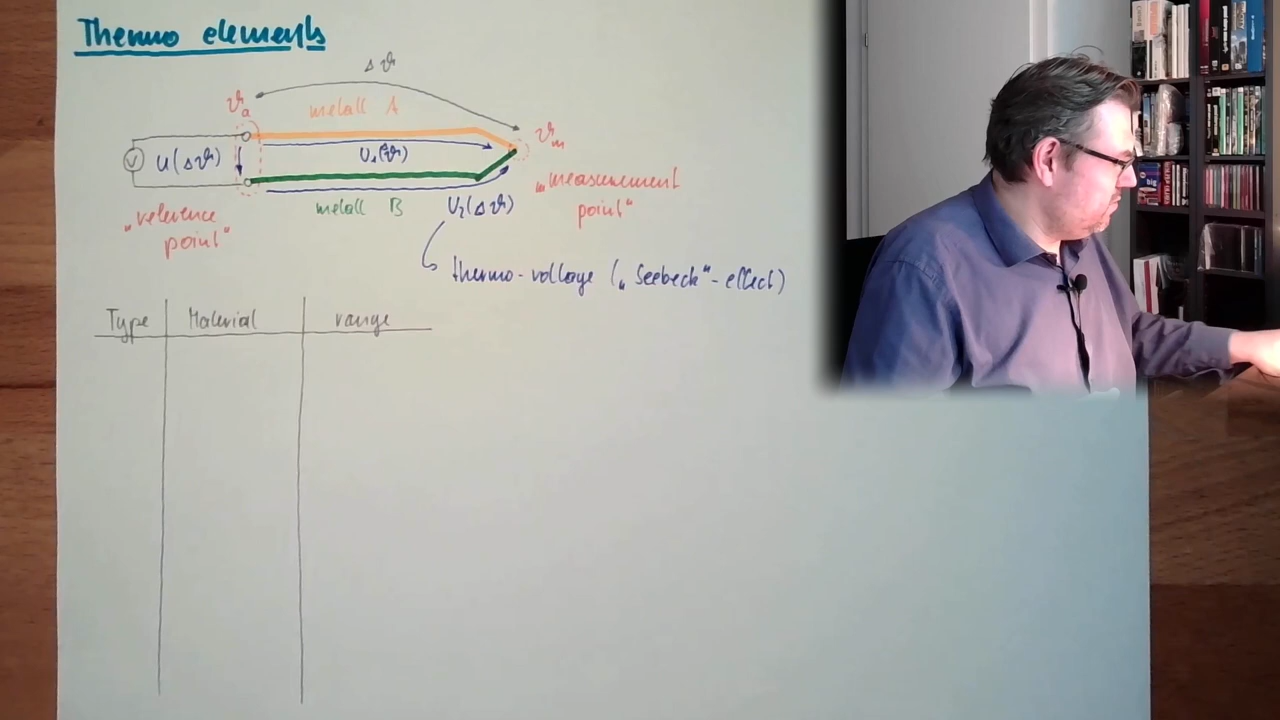 Thermo elements
Δϑ
ϑa
metall A
ϑm
V
U(Δϑ)
U₁(ϑ)
„measurement
point"
„reference
point"
metall B
U₂(Δϑ)
thermo-voltage („Seebeck"-effect)
Type Material range
big